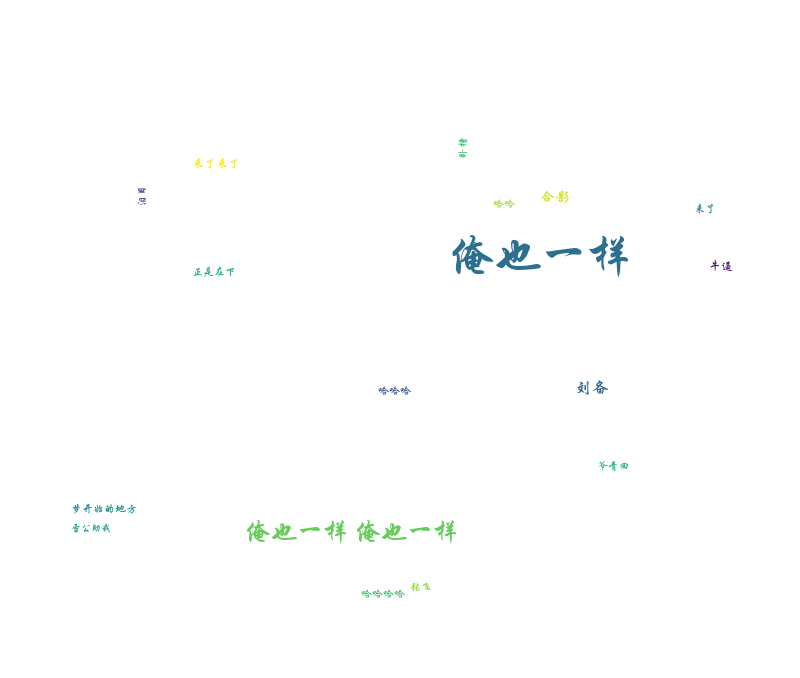 来了来了
合影
哈哈
来了
俺也一样
牛逼
正是在下
刘备
哈哈哈
爷青回
梦开始的地方
晋公助我
俺也一样 俺也一样
张飞
哈哈哈哈